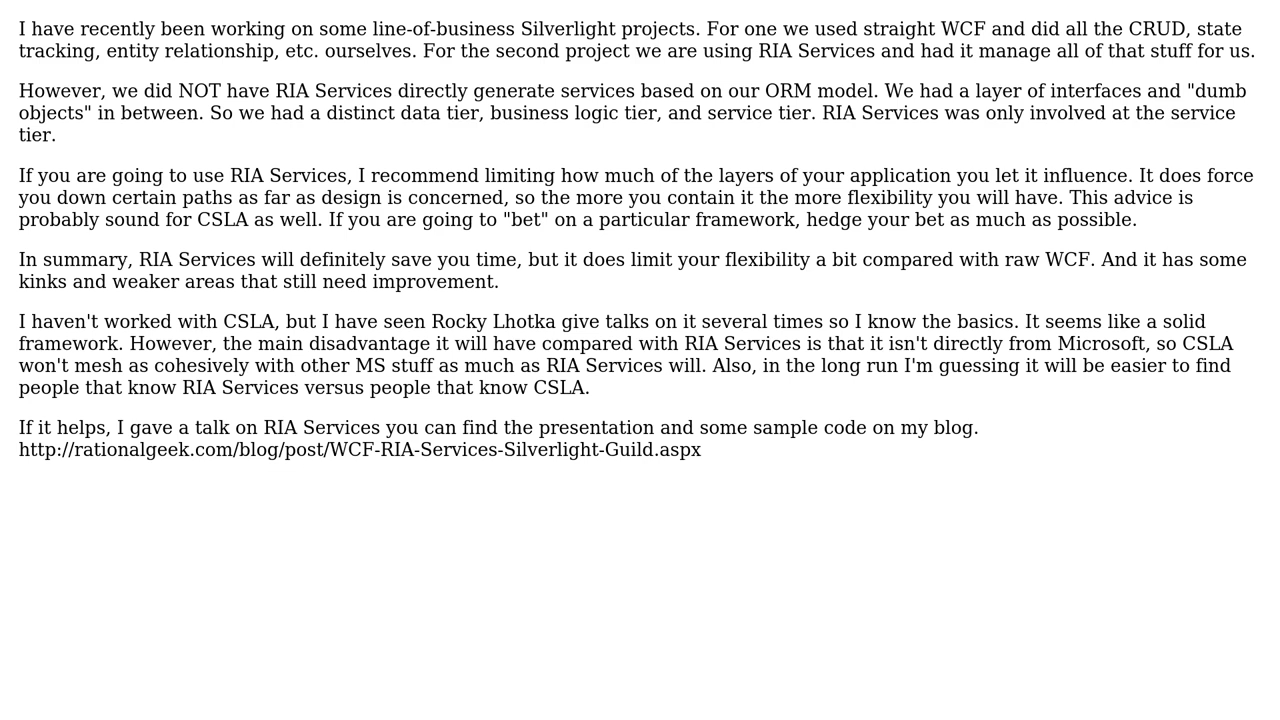 I have recently been working on some line-of-business Silverlight projects. For one we used straight WCF and did all the CRUD, state
tracking, entity relationship, etc. ourselves. For the second project we are using RIA Services and had it manage all of that stuff for us.
However, we did NOT have RIA Services directly generate services based on our ORM model. We had a layer of interfaces and "dumb
objects" in between. So we had a distinct data tier, business logic tier, and service tier. RIA Services was only involved at the service
tier.
If you are going to use RIA Services, I recommend limiting how much of the layers of your application you let it influence. It does force
you down certain paths as far as design is concerned, so the more you contain it the more flexibility you will have. This advice is
probably sound for CSLA as well. If you are going to "bet" on a particular framework, hedge your bet as much as possible.
In summary, RIA Services will definitely save you time, but it does limit your flexibility a bit compared with raw WCF. And it has some
kinks and weaker areas that still need improvement.
I haven't worked with CSLA, but I have seen Rocky Lhotka give talks on it several times so I know the basics. It seems like a solid
framework. However, the main disadvantage it will have compared with RIA Services is that it isn't directly from Microsoft, so CSLA
won't mesh as cohesively with other MS stuff as much as RIA Services will. Also, in the long run I'm guessing it will be easier to find
people that know RIA Services versus people that know CSLA.
If it helps, I gave a talk on RIA Services you can find the presentation and some sample code on my blog.
http://rationalgeek.com/blog/post/WCF-RIA-Services-Silverlight-Guild.aspx